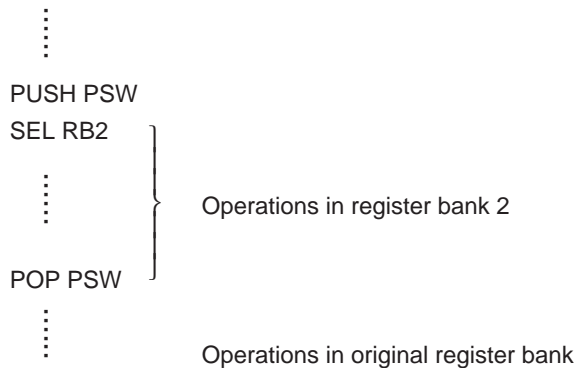 PUSH PSW
SEL RB2
Operations in register bank 2
POP PSW
Operations in original register bank